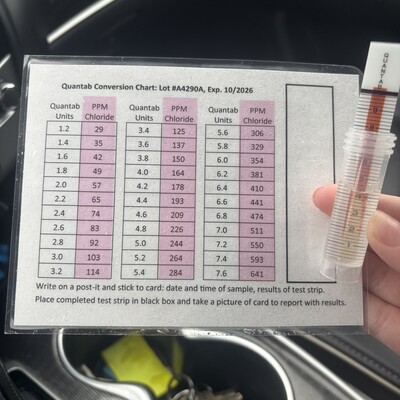 Quantab Conversion Chart: Lot #A4290A, Exp. 10/2026
Quantab Units PPM Chloride Quantab Units PPM Chloride Quantab Units PPM Chloride
1.2 29 3.4 125 5.6 306
1.4 35 3.6 137 5.8 329
1.6 42 3.8 150 6.0 354
1.8 49 4.0 164 6.2 381
2.0 57 4.2 178 6.4 410
2.2 65 4.4 193 6.6 441
2.4 74 4.6 209 6.8 474
2.6 83 4.8 226 7.0 511
2.8 92 5.0 244 7.2 550
3.0 103 5.2 264 7.4 593
3.2 114 5.4 284 7.6 641
Write on a post-it and stick to card: date and time of sample, results of test strip.
Place completed test strip in black box and take a picture of card to report with results.
QUANTAB